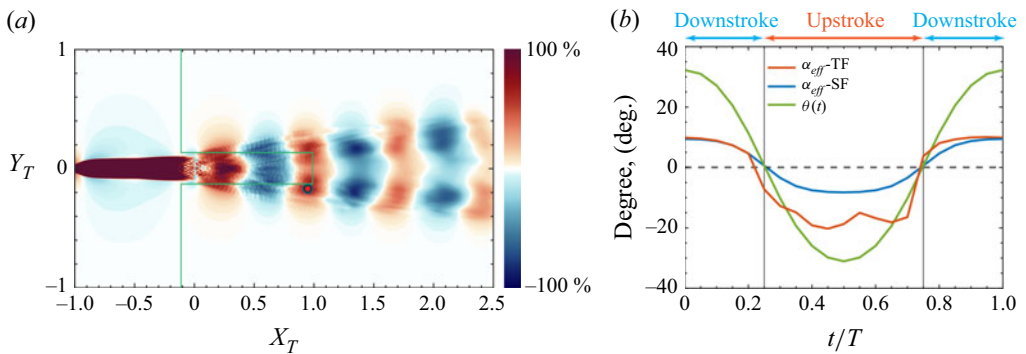 (a)
(b)
Downstroke Upstroke Downstroke
1
0
−1
Y_T
−1.0 −0.5 0 0.5 1.0 1.5 2.0 2.5
X_T
100 %
−100 %
α_eff-TF
α_eff-SF
θ(t)
40
20
0
−20
−40
Degree, (deg.)
0 0.2 0.4 0.6 0.8 1.0
t/T